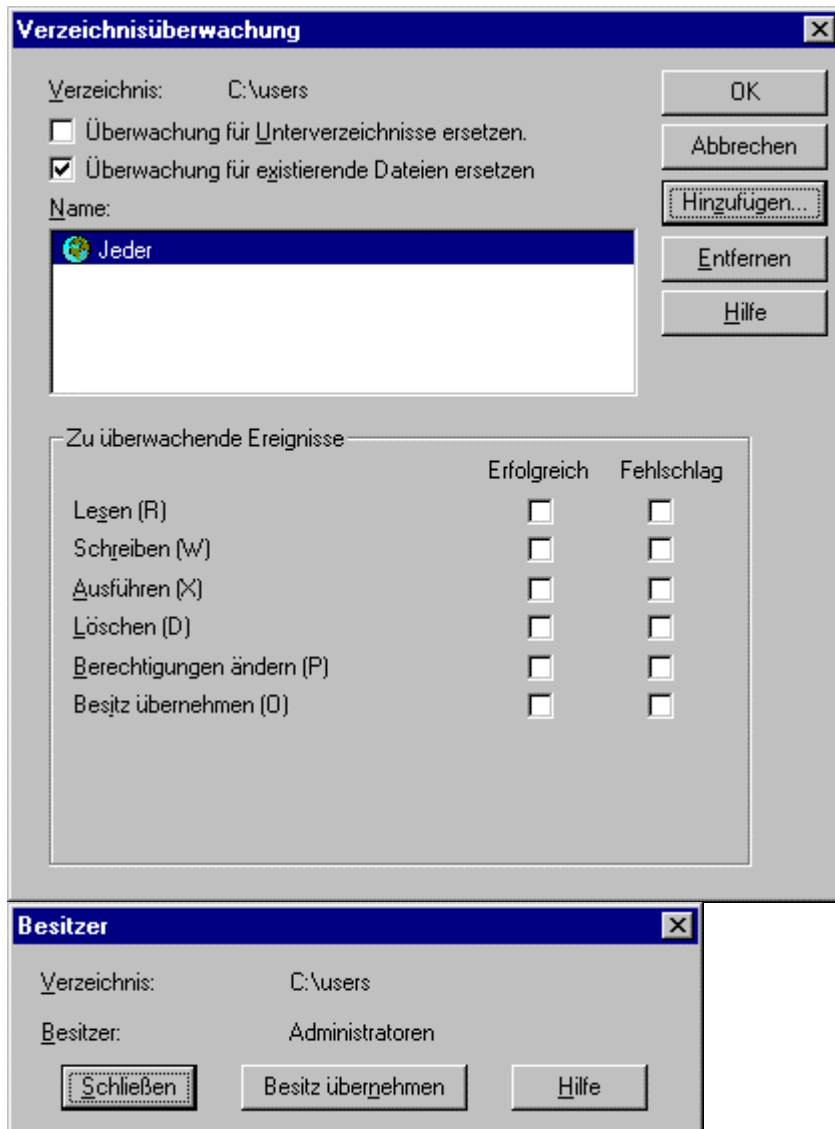 Verzeichnisüberwachung
Verzeichnis: C:\users
Überwachung für Unterverzeichnisse ersetzen.
Überwachung für existierende Dateien ersetzen
Name:
Jeder
OK
Abbrechen
Hinzufügen...
Entfernen
Hilfe
Zu überwachende Ereignisse
Erfolgreich Fehlschlag
Lesen (R)
Schreiben (W)
Ausführen (X)
Löschen (D)
Berechtigungen ändern (P)
Besitz übernehmen (O)
Besitzer
Verzeichnis: C:\users
Besitzer: Administratoren
Schließen Besitz übernehmen Hilfe